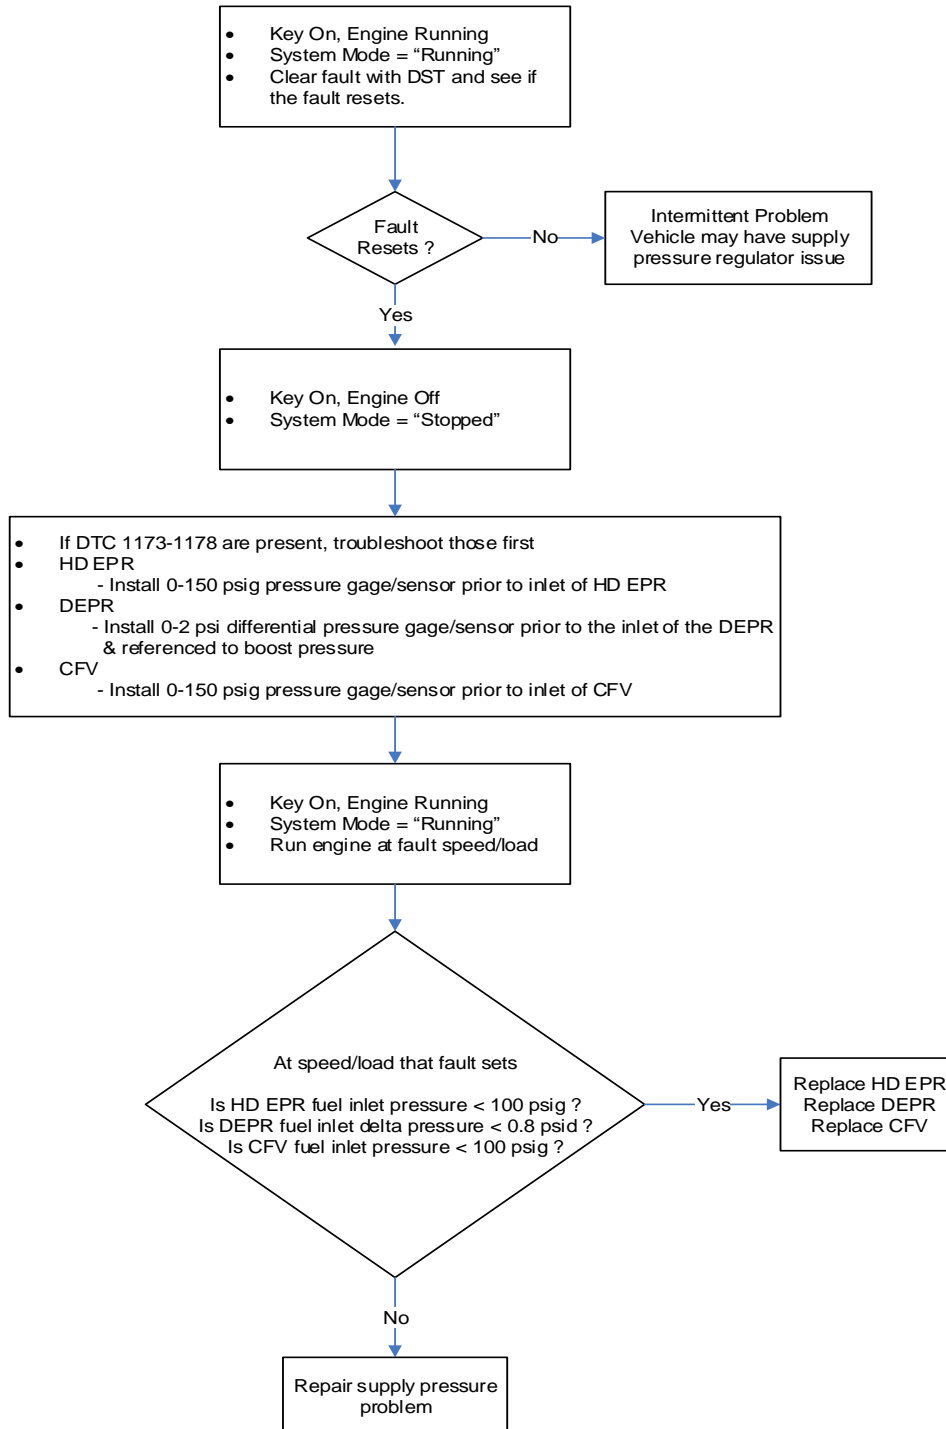 • Key On, Engine Running
• System Mode = “Running”
• Clear fault with DST and see if
the fault resets.
Fault
Resets ?
No
Intermittent Problem
Vehicle may have supply
pressure regulator issue
Yes
• Key On, Engine Off
• System Mode = “Stopped”
• If DTC 1173-1178 are present, troubleshoot those first
• HD EPR
- Install 0-150 psig pressure gage/sensor prior to inlet of HD EPR
• DEPR
- Install 0-2 psi differential pressure gage/sensor prior to the inlet of the DEPR
& referenced to boost pressure
• CFV
- Install 0-150 psig pressure gage/sensor prior to inlet of CFV
• Key On, Engine Running
• System Mode = “Running”
• Run engine at fault speed/load
At speed/load that fault sets
Is HD EPR fuel inlet pressure < 100 psig ?
Is DEPR fuel inlet delta pressure < 0.8 psid ?
Is CFV fuel inlet pressure < 100 psig ?
Yes
Replace HD EPR
Replace DEPR
Replace CFV
No
Repair supply pressure
problem